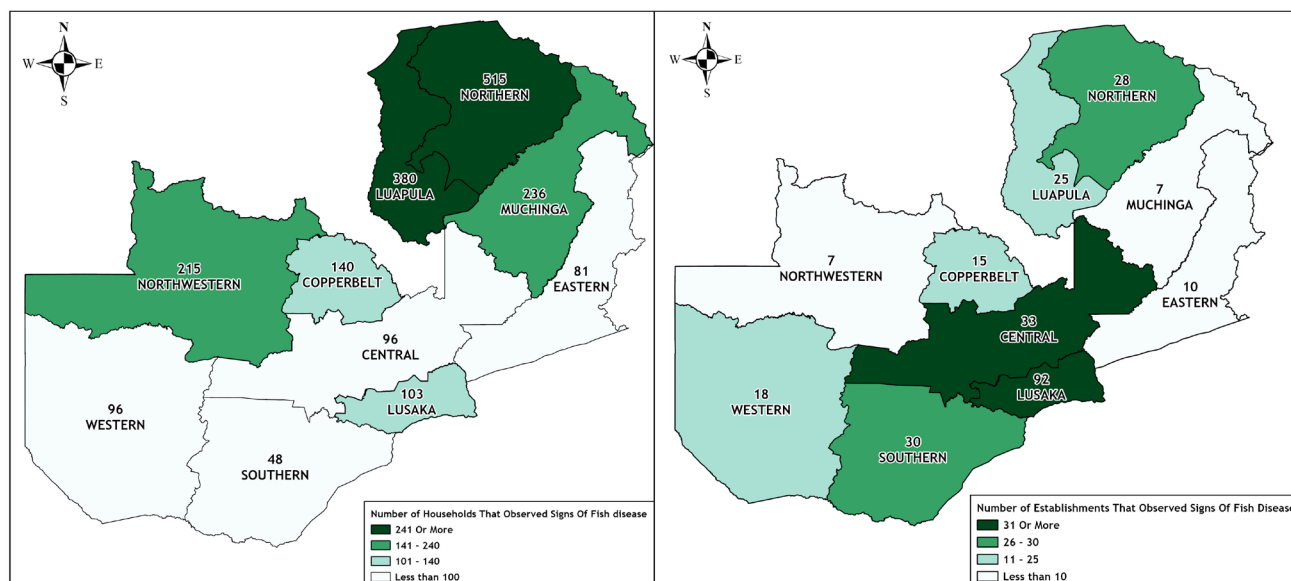 N
W E
S
515
NORTHERN
380
LUAPULA
236
MUCHINGA
215
NORTHWESTERN
140
COPPERBELT
81
EASTERN
96
CENTRAL
103
LUSAKA
96
WESTERN
48
SOUTHERN
Number of Households That Observed Signs Of Fish disease
241 Or More
141 - 240
101 - 140
Less than 100
N
W E
S
28
NORTHERN
25
LUAPULA
7
MUCHINGA
7
NORTHWESTERN
15
COPPERBELT
10
EASTERN
33
CENTRAL
92
LUSAKA
18
WESTERN
30
SOUTHERN
Number of Establishments That Observed Signs Of Fish Disease
31 Or More
26 - 30
11 - 25
Less than 10